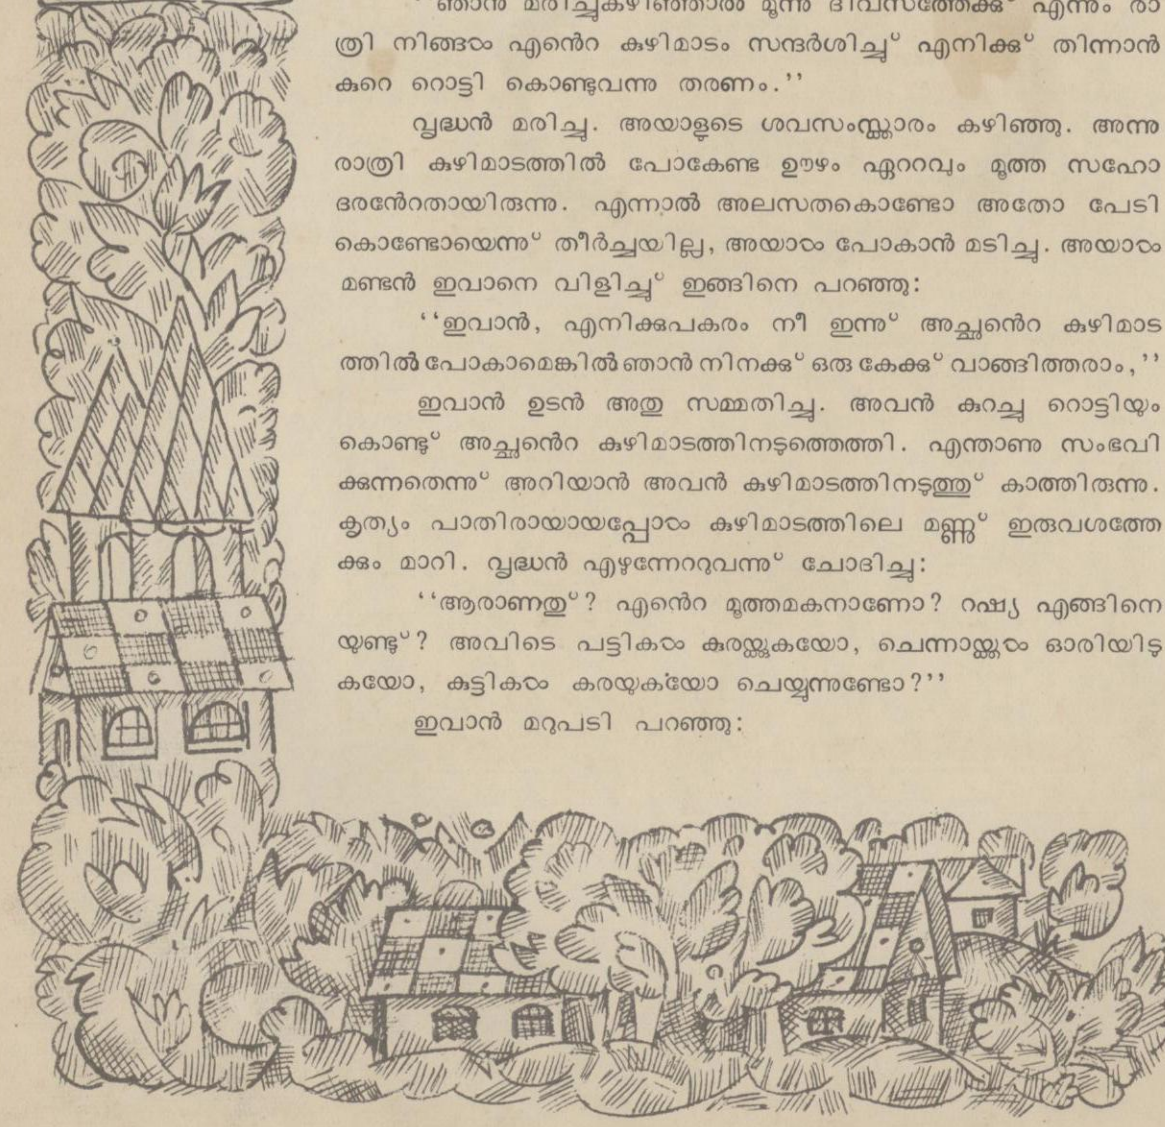 ‘‘ഞാൻ മരിച്ചുകഴിഞ്ഞാൽ മൂന്നു ദിവസത്തേക്കു് എന്നും രാ
ത്രി നിങ്ങൾ എൻെറ കുഴിമാടം സന്ദർശിച്ചു് എനിക്കു് തിന്നാൻ
കുറെ റൊട്ടി കൊണ്ടുവന്നു തരണം.’’
വൃദ്ധൻ മരിച്ചു. അയാളുടെ ശവസംസ്ക്കാരം കഴിഞ്ഞു. അന്നു
രാത്രി കുഴിമാടത്തിൽ പോകേണ്ട ഊഴം ഏററവും മൂത്ത സഹോ
ദരൻേറതായിരുന്നു. എന്നാൽ അലസതകൊണ്ടോ അതോ പേടി
കൊണ്ടോയെന്നു് തീർച്ചയില്ല, അയാൾ പോകാൻ മടിച്ചു. അയാൾ
മണ്ടൻ ഇവാനെ വിളിച്ചു് ഇങ്ങിനെ പറഞ്ഞു:
‘‘ഇവാൻ, എനിക്കുപകരം നീ ഇന്നു് അച്ഛൻെറ കുഴിമാട
ത്തിൽ പോകാമെങ്കിൽ ഞാൻ നിനക്കു് ഒരു കേക്കു് വാങ്ങിത്തരാം,’’
ഇവാൻ ഉടൻ അതു സമ്മതിച്ചു. അവൻ കുറച്ചു റൊട്ടിയും
കൊണ്ടു് അച്ഛൻെറ കുഴിമാടത്തിനടുത്തെത്തി. എന്താണു സംഭവി
ക്കുന്നതെന്നു് അറിയാൻ അവൻ കുഴിമാടത്തിനടുത്തു് കാത്തിരുന്നു.
കൃത്യം പാതിരായായപ്പോൾ കുഴിമാടത്തിലെ മണ്ണു് ഇരുവശത്തേ
ക്കും മാറി. വൃദ്ധൻ എഴുന്നേററുവന്നു് ചോദിച്ചു:
‘‘ആരാണതു്? എൻെറ മൂത്തമകനാണോ? റഷ്യ എങ്ങിനെ
യുണ്ടു്? അവിടെ പട്ടികൾ കുരയ്ക്കുകയോ, ചെന്നായ്ക്കൾ ഓരിയിടു
കയോ, കുട്ടികൾ കരയുകയോ ചെയ്യുന്നുണ്ടോ?’’
ഇവാൻ മറുപടി പറഞ്ഞു: